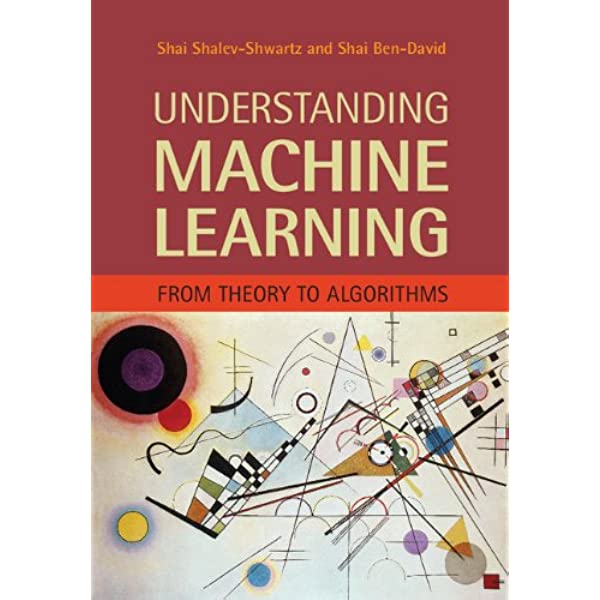 Shai Shalev-Shwartz and Shai Ben-David
UNDERSTANDING
MACHINE
LEARNING
FROM THEORY TO ALGORITHMS